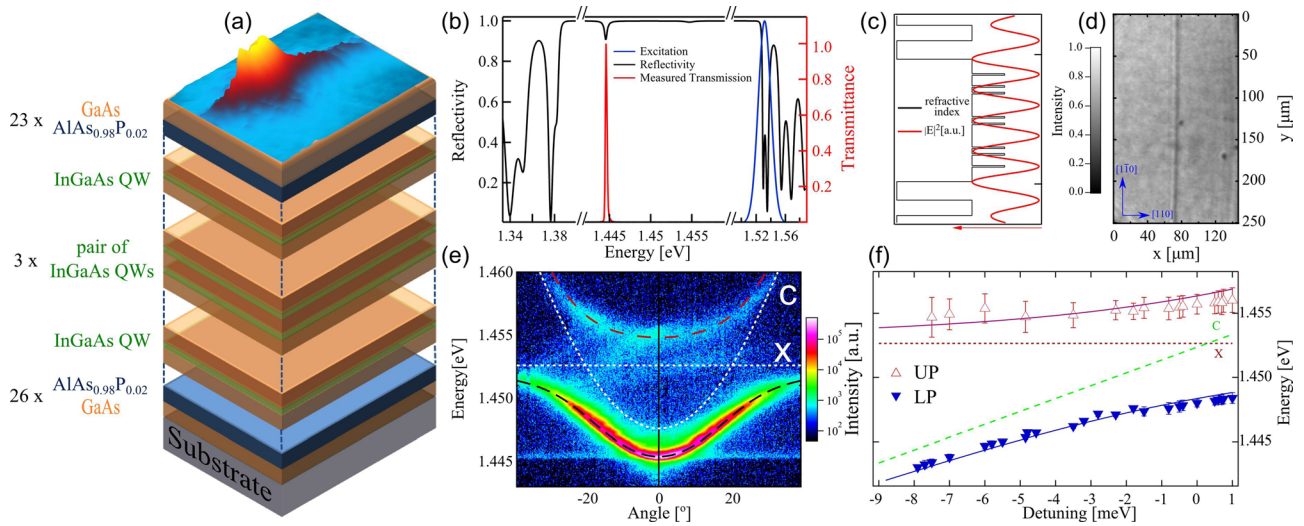 (a)
23 x
GaAs
AlAs0.98P0.02
InGaAs QW
3 x
pair of
InGaAs QWs
InGaAs QW
26 x
AlAs0.98P0.02
GaAs
Substrate
(b)
Reflectivity
1.0
0.8
0.6
0.4
0.2
Excitation
Reflectivity
Measured Transmission
1.0
0.8
0.6
0.4
0.2
Transmittance
1.34
1.38
1.445
1.45
1.455
1.52
1.56
Energy [eV]
(c)
refractive
index
|E|²[a.u.]
(d)
Intensity
1.0
0.8
0.6
0.4
0.2
0.0
[1Ī0]
[110]
0
50
100
150
200
250
y [µm]
0
40
80
120
x [µm]
(e)
Energy[eV]
1.460
1.455
1.450
1.445
C
X
10⁵
10⁴
10³
10²
Intensity [a.u.]
-20
0
20
Angle [°]
(f)
C
X
UP
LP
1.455
1.450
1.445
Energy [eV]
-9
-8
-7
-6
-5
-4
-3
-2
-1
0
1
Detuning [meV]